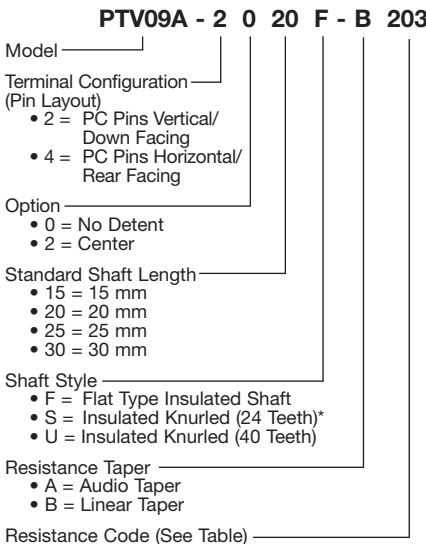 PTV09A - 2 0 20 F - B 203
Model
Terminal Configuration
(Pin Layout)
• 2 = PC Pins Vertical/
Down Facing
• 4 = PC Pins Horizontal/
Rear Facing
Option
• 0 = No Detent
• 2 = Center
Standard Shaft Length
• 15 = 15 mm
• 20 = 20 mm
• 25 = 25 mm
• 30 = 30 mm
Shaft Style
• F = Flat Type Insulated Shaft
• S = Insulated Knurled (24 Teeth)*
• U = Insulated Knurled (40 Teeth)
Resistance Taper
• A = Audio Taper
• B = Linear Taper
Resistance Code (See Table)